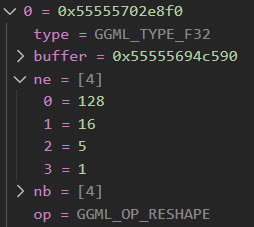 0 = 0x55555702e8f0
type = GGML_TYPE_F32
buffer = 0x55555694c590
ne = [4]
0 = 128
1 = 16
2 = 5
3 = 1
nb = [4]
op = GGML_OP_RESHAPE